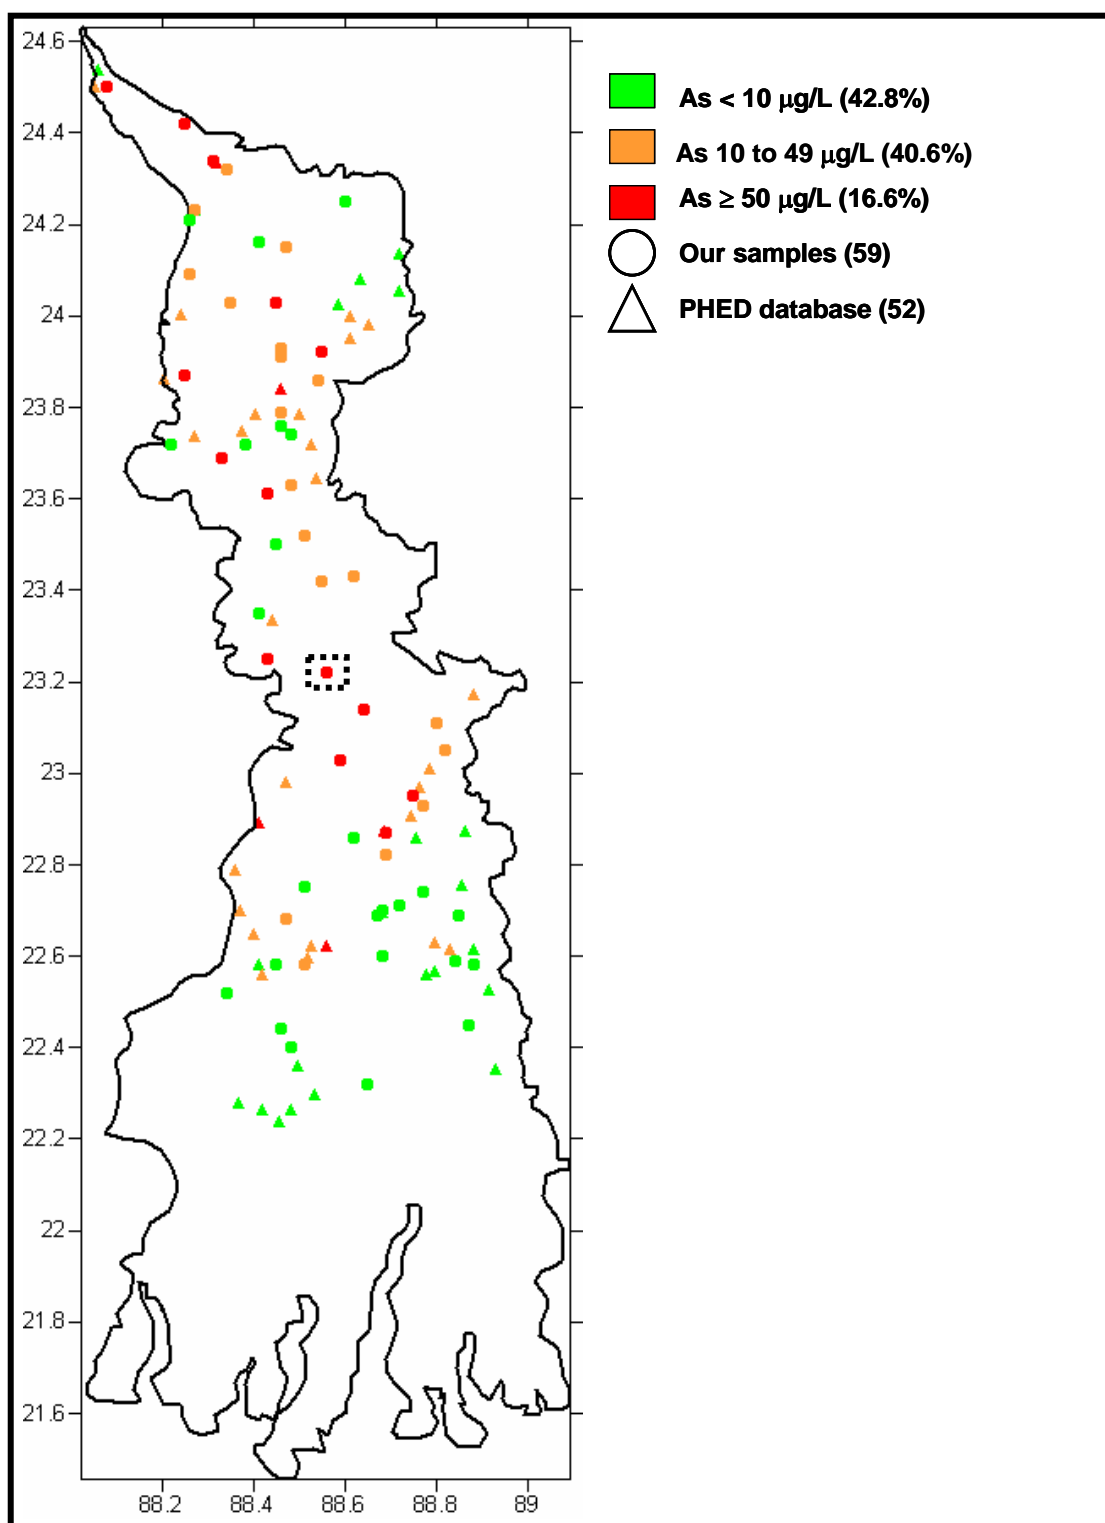 As < 10 μg/L (42.8%)
As 10 to 49 μg/L (40.6%)
As ≥ 50 μg/L (16.6%)
Our samples (59)
PHED database (52)
24.6
24.4
24.2
24
23.8
23.6
23.4
23.2
23
22.8
22.6
22.4
22.2
22
21.8
21.6
88.2 88.4 88.6 88.8 89